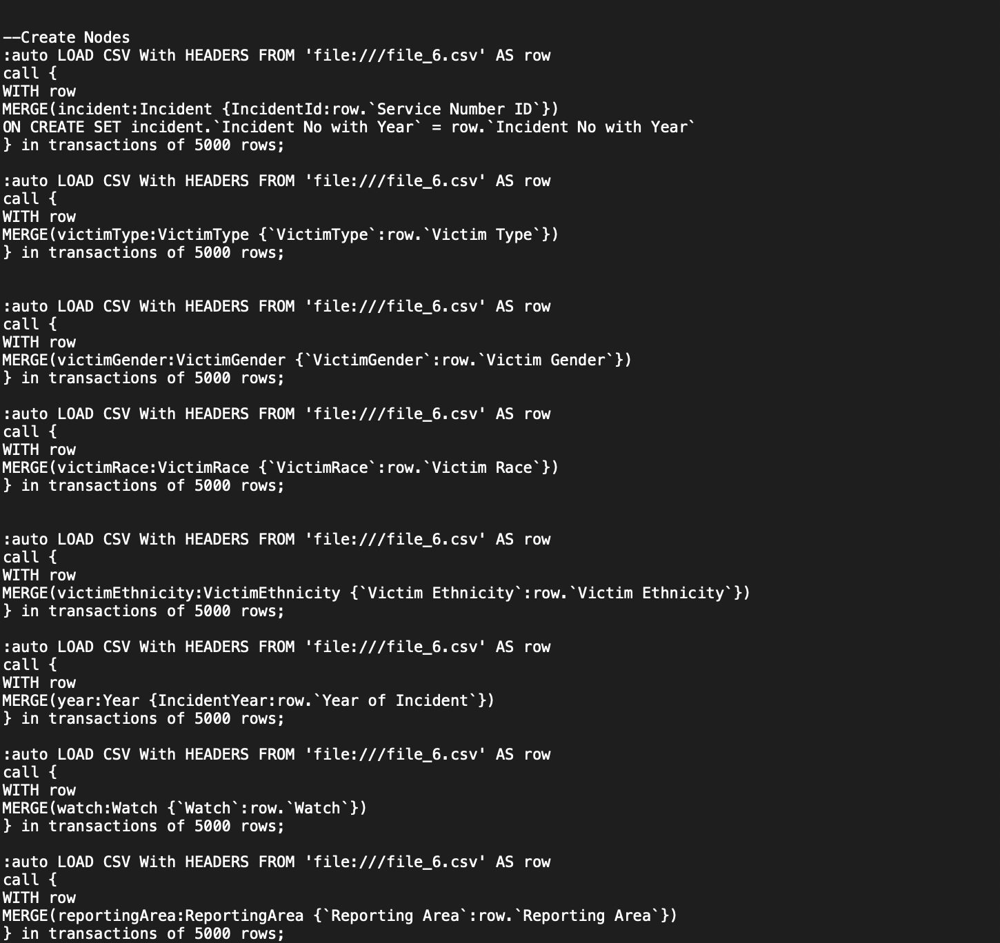 --Create Nodes
:auto LOAD CSV With HEADERS FROM 'file:///file_6.csv' AS row
call {
WITH row
MERGE(incident:Incident {IncidentId:row.`Service Number ID`})
ON CREATE SET incident.`Incident No with Year` = row.`Incident No with Year`
} in transactions of 5000 rows;
:auto LOAD CSV With HEADERS FROM 'file:///file_6.csv' AS row
call {
WITH row
MERGE(victimType:VictimType {`VictimType`:row.`Victim Type`})
} in transactions of 5000 rows;
:auto LOAD CSV With HEADERS FROM 'file:///file_6.csv' AS row
call {
WITH row
MERGE(victimGender:VictimGender {`VictimGender`:row.`Victim Gender`})
} in transactions of 5000 rows;
:auto LOAD CSV With HEADERS FROM 'file:///file_6.csv' AS row
call {
WITH row
MERGE(victimRace:VictimRace {`VictimRace`:row.`Victim Race`})
} in transactions of 5000 rows;
:auto LOAD CSV With HEADERS FROM 'file:///file_6.csv' AS row
call {
WITH row
MERGE(victimEthnicity:VictimEthnicity {`Victim Ethnicity`:row.`Victim Ethnicity`})
} in transactions of 5000 rows;
:auto LOAD CSV With HEADERS FROM 'file:///file_6.csv' AS row
call {
WITH row
MERGE(year:Year {IncidentYear:row.`Year of Incident`})
} in transactions of 5000 rows;
:auto LOAD CSV With HEADERS FROM 'file:///file_6.csv' AS row
call {
WITH row
MERGE(watch:Watch {`Watch`:row.`Watch`})
} in transactions of 5000 rows;
:auto LOAD CSV With HEADERS FROM 'file:///file_6.csv' AS row
call {
WITH row
MERGE(reportingArea:ReportingArea {`Reporting Area`:row.`Reporting Area`})
} in transactions of 5000 rows;